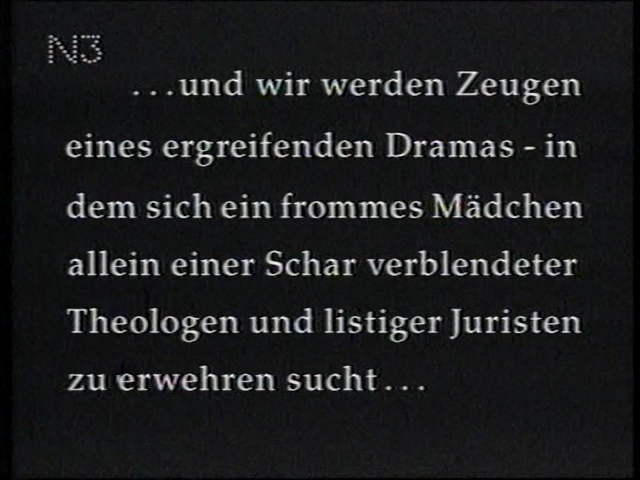 N3
...und wir werden Zeugen
eines ergreifenden Dramas - in
dem sich ein frommes Mädchen
allein einer Schar verblendeter
Theologen und listiger Juristen
zu erwehren sucht...